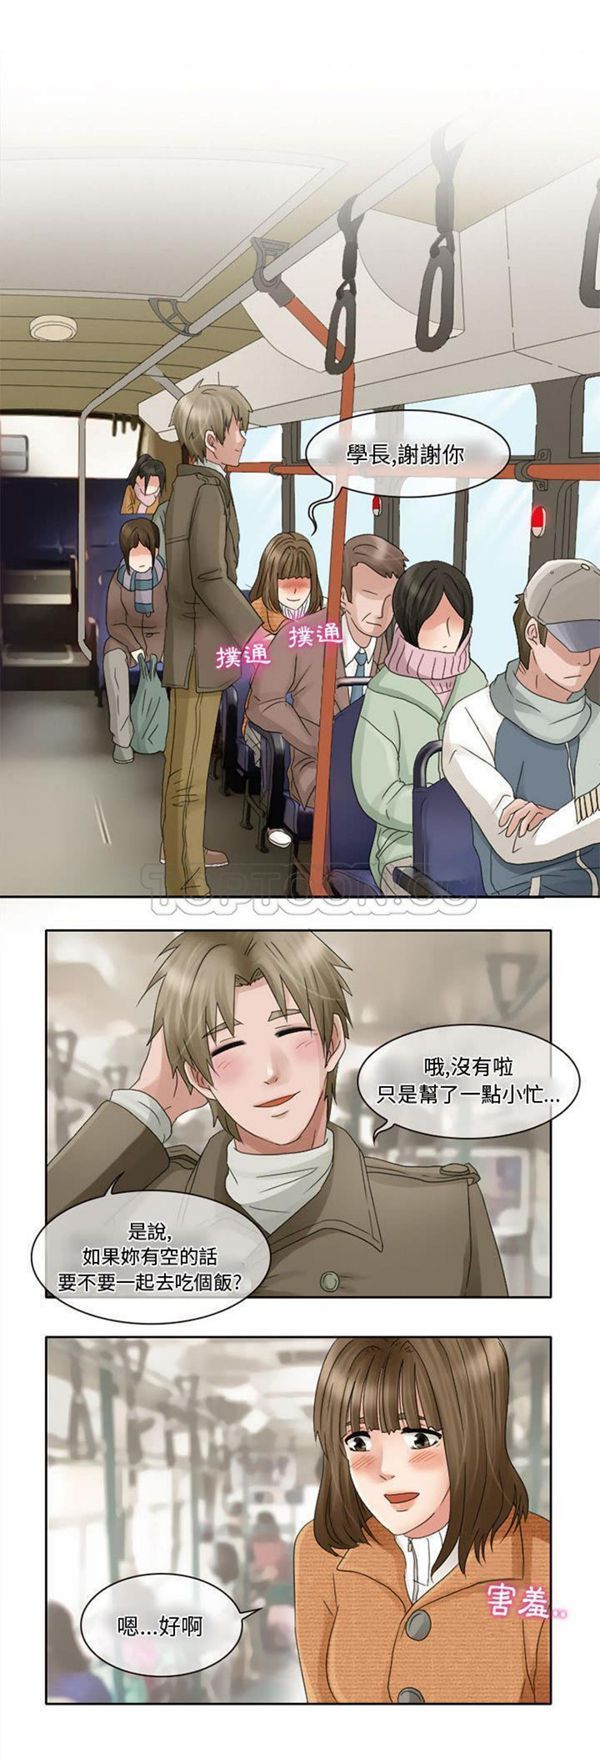 學長,謝謝你
撲通
撲通
TOPTOON.CC
哦,沒有啦
只是幫了一點小忙...
是說,
如果妳有空的話
要不要一起去吃個飯?
嗯...好啊
害羞..